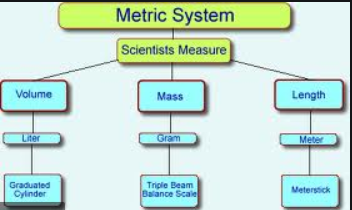 Metric System
Scientists Measure
Volume
Mass
Length
Liter
Gram
Meter
Graduated
Cylinder
Triple Beam
Balance Scale
Meterstick